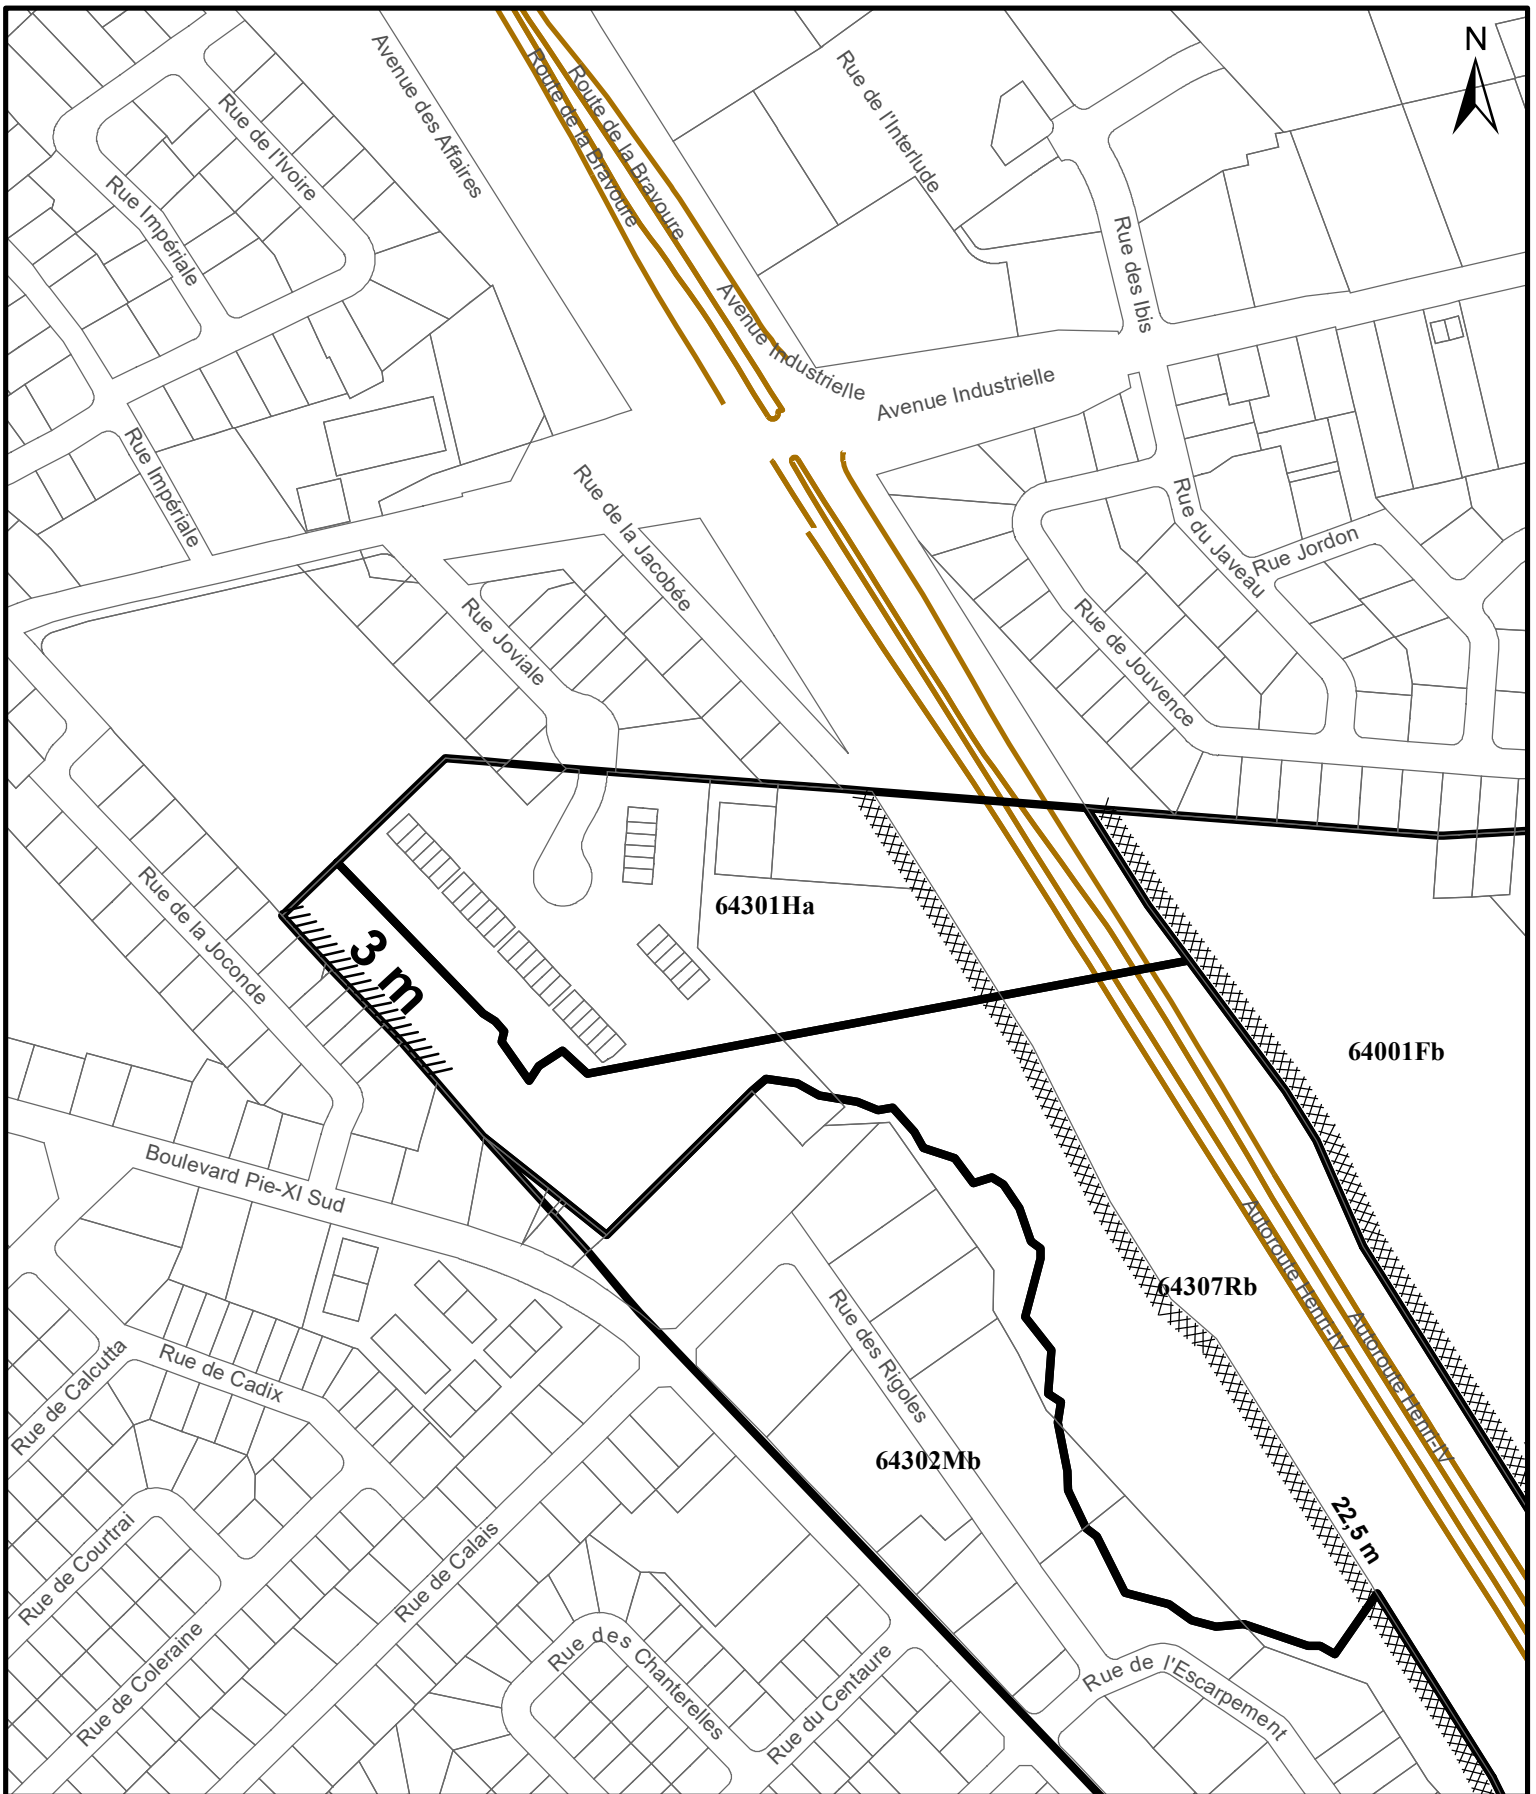 N
Avenue des Affaires
Route de la Bravoure
Route de la Bravoure
Rue de l'Interlude
Rue de l'Ivoire
Rue Impériale
Rue des Ibis
Avenue Industrielle
Avenue Industrielle
Rue Impériale
Rue de la Jacobée
Rue du Javeau
Rue Jordon
Rue Joviale
Rue de Jouvence
Rue de la Joconde
3 m
64301Ha
64001Fb
Boulevard Pie-XI Sud
64307Rb
Autoroute Henri-IV
Autoroute Henri-IV
Rue des Rigoles
Rue de Calcutta
Rue de Cadix
64302Mb
22,5 m
Rue de Courtrai
Rue de Calais
Rue de Coleraine
Rue des Chanterelles
Rue du Centaure
Rue de l'Escarpement